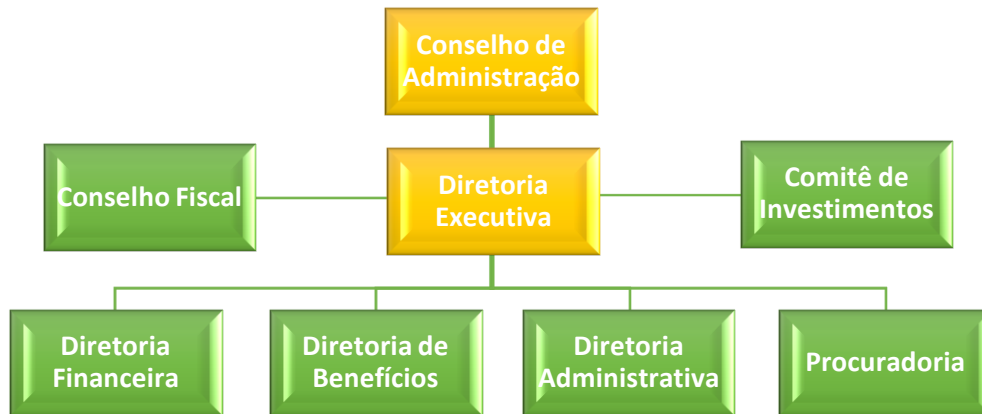 Conselho de
Administração
Conselho Fiscal
Diretoria
Executiva
Comitê de
Investimentos
Diretoria
Financeira
Diretoria de
Benefícios
Diretoria
Administrativa
Procuradoria